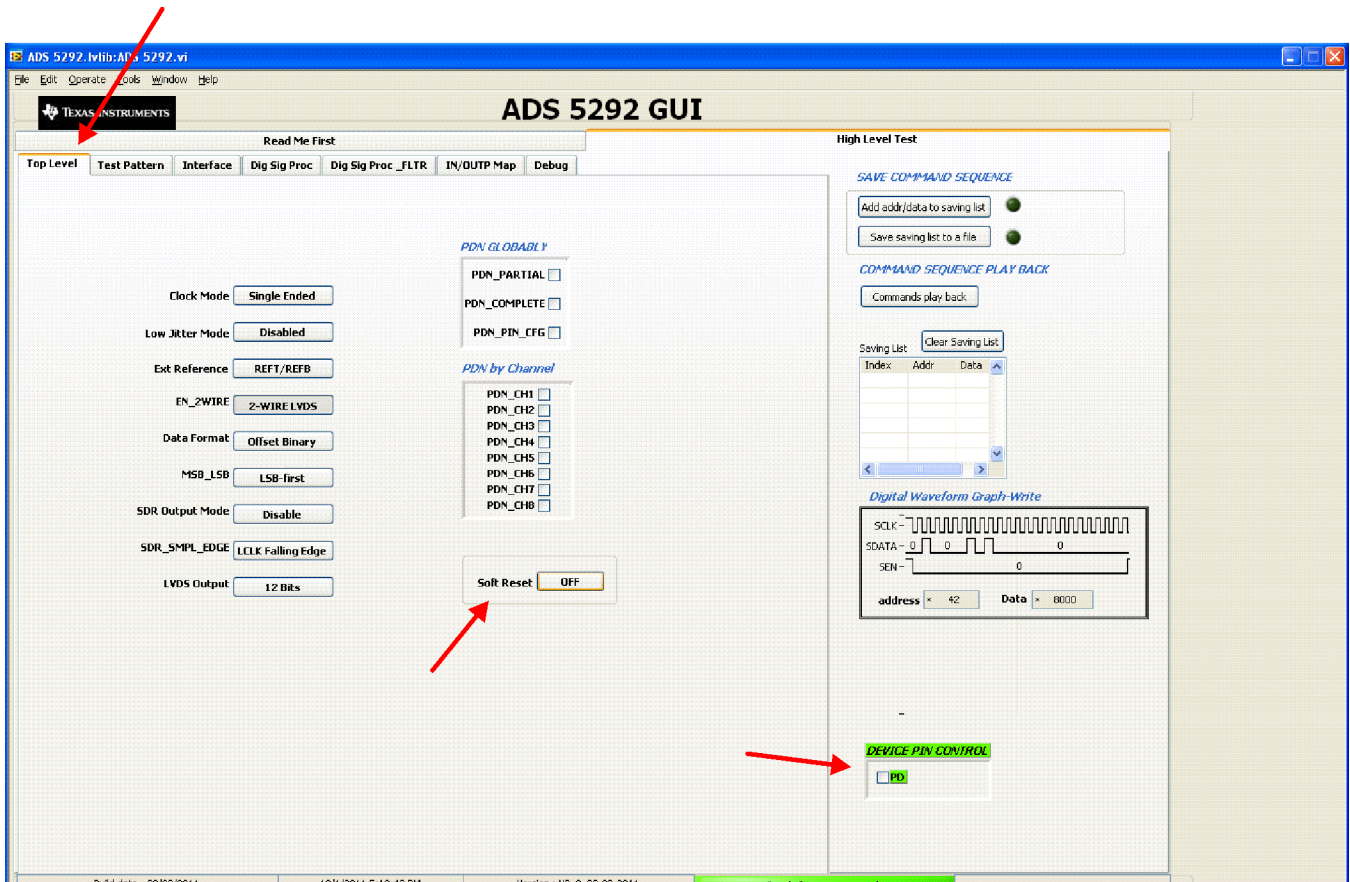 ADS 5292.lvlib:ADS 5292.vi
File Edit Operate Tools Window Help
TEXAS INSTRUMENTS
ADS 5292 GUI
Read Me First
High Level Test
Top Level
Test Pattern
Interface
Dig Sig Proc
Dig Sig Proc _FLTR
IN/OUTP Map
Debug
Clock Mode Single Ended
Low Jitter Mode Disabled
Ext Reference REFT/REFB
EN_2WIRE 2-WIRE LVDS
Data Format Offset Binary
MSB_LSB LSB-first
SDR Output Mode Disable
SDR_SMPL_EDGE LCLK Falling Edge
LVDS Output 12 Bits
PDN GLOBABLY
PDN_PARTIAL
PDN_COMPLETE
PDN_PIN_CFG
PDN by Channel
PDN_CH1
PDN_CH2
PDN_CH3
PDN_CH4
PDN_CH5
PDN_CH6
PDN_CH7
PDN_CH8
Soft Reset OFF
SAVE COMMAND SEQUENCE
Add addr/data to saving list
Save saving list to a file
COMMAND SEQUENCE PLAY BACK
Commands play back
Saving List Clear Saving List
Index Addr Data
Digital Waveform Graph-Write
SCLK
SDATA 0 0 0
SEN 0
address x 42 Data x 8000
DEVICE PIN CONTROL
PD